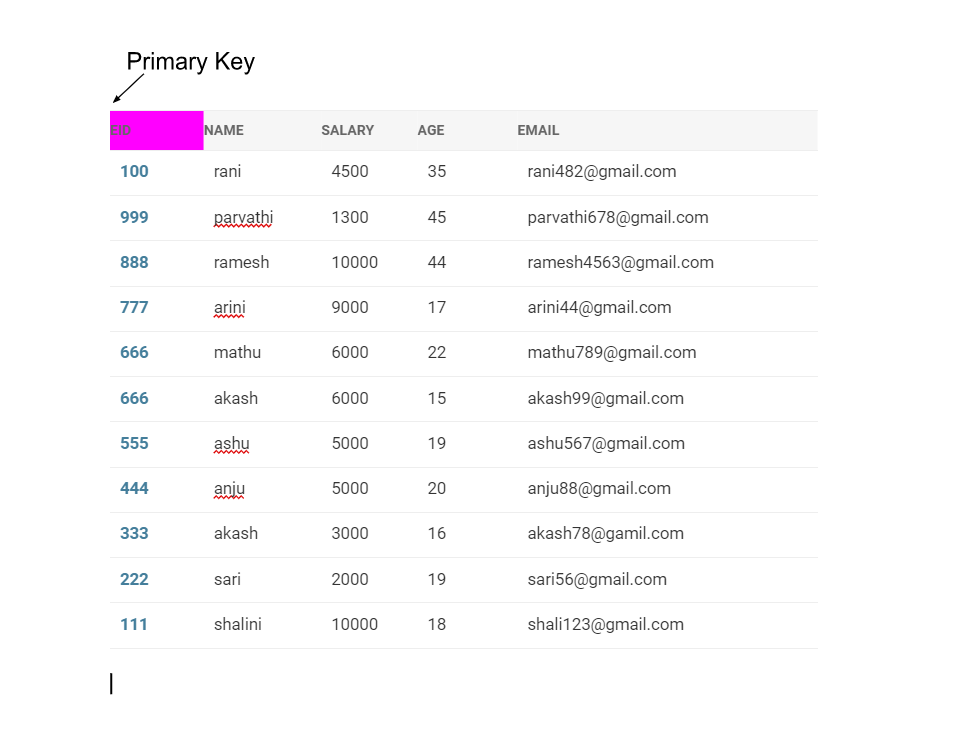 Primary Key
EID NAME SALARY AGE EMAIL
100 rani 4500 35 rani482@gmail.com
999 parvathi 1300 45 parvathi678@gmail.com
888 ramesh 10000 44 ramesh4563@gmail.com
777 arini 9000 17 arini44@gmail.com
666 mathu 6000 22 mathu789@gmail.com
666 akash 6000 15 akash99@gmail.com
555 ashu 5000 19 ashu567@gmail.com
444 anju 5000 20 anju88@gmail.com
333 akash 3000 16 akash78@gamil.com
222 sari 2000 19 sari56@gmail.com
111 shalini 10000 18 shali123@gmail.com